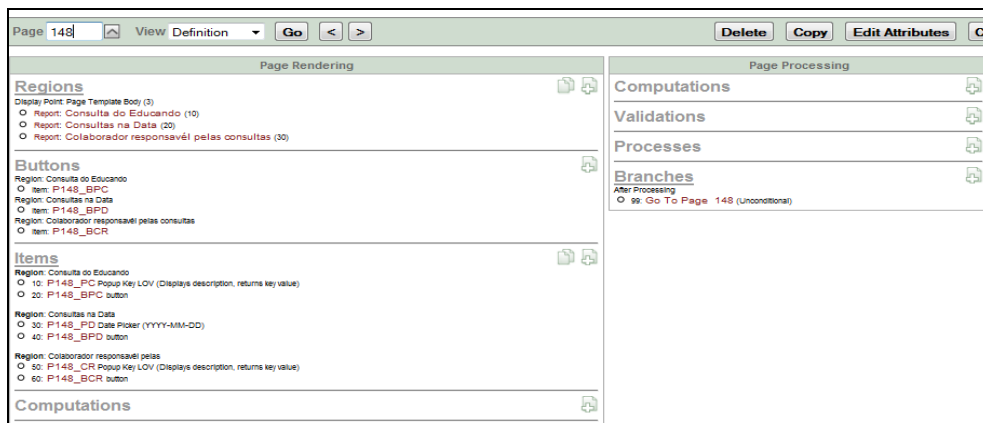 Page 148 View Definition Go < > Delete Copy Edit Attributes
Page Rendering
Regions
Display Point: Page Template Body (3)
Report: Consulta do Educando (10)
Report: Consultas na Data (20)
Report: Colaborador responsavél pelas consultas (30)
Buttons
Region: Consulta do Educando
Item: P148_BPC
Region: Consultas na Data
Item: P148_BPD
Region: Colaborador responsavél pelas consultas
Item: P148_BCR
Items
Region: Consulta do Educando
10: P148_PC Popup Key LOV (Displays description, returns key value)
20: P148_BPC button
Region: Consultas na Data
30: P148_PD Date Picker (YYYY-MM-DD)
40: P148_BPD button
Region: Colaborador responsavél pelas
50: P148_CR Popup Key LOV (Displays description, returns key value)
60: P148_BCR button
Computations
Page Processing
Computations
Validations
Processes
Branches
After Processing
99: Go To Page 148 (Unconditional)